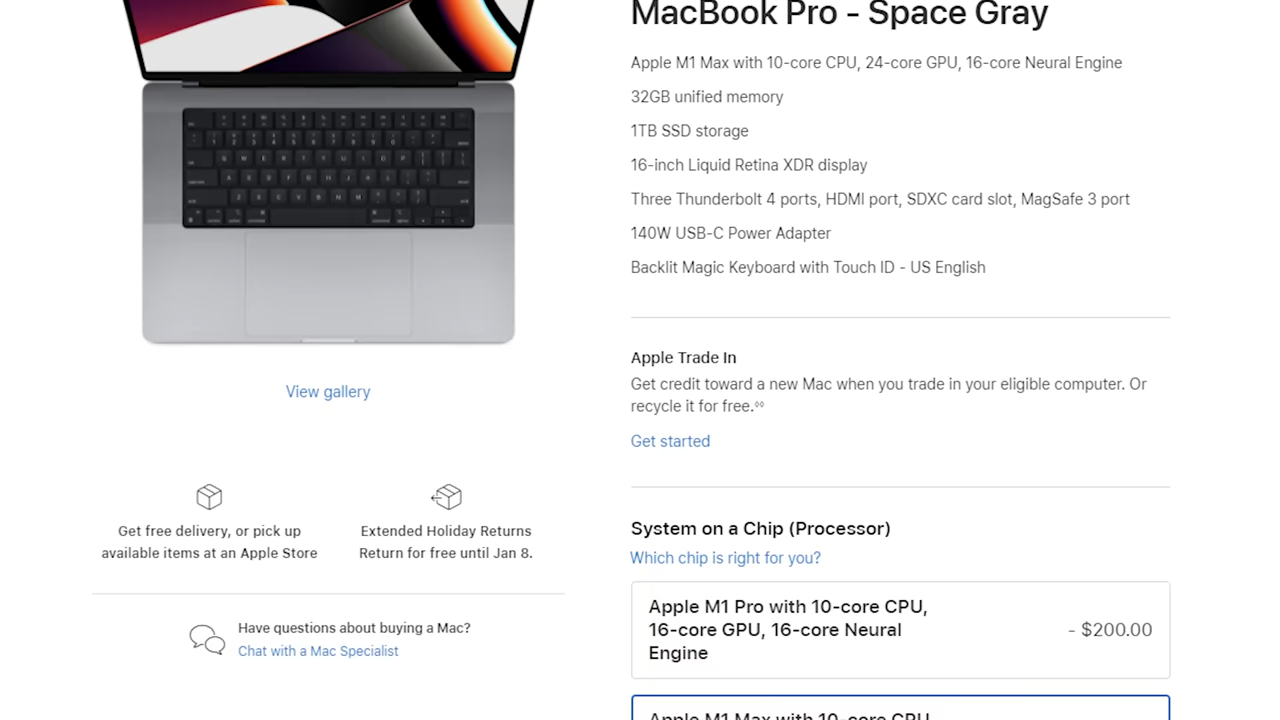 MacBook Pro - Space Gray
Apple M1 Max with 10-core CPU, 24-core GPU, 16-core Neural Engine
32GB unified memory
1TB SSD storage
16-inch Liquid Retina XDR display
Three Thunderbolt 4 ports, HDMI port, SDXC card slot, MagSafe 3 port
140W USB-C Power Adapter
Backlit Magic Keyboard with Touch ID - US English
View gallery
Get free delivery, or pick up
available items at an Apple Store
Extended Holiday Returns
Return for free until Jan 8.
Have questions about buying a Mac?
Chat with a Mac Specialist
Apple Trade In
Get credit toward a new Mac when you trade in your eligible computer. Or
recycle it for free.◊◊
Get started
System on a Chip (Processor)
Which chip is right for you?
Apple M1 Pro with 10-core CPU,
16-core GPU, 16-core Neural
Engine
- $200.00
Apple M1 Max with 10-core CPU